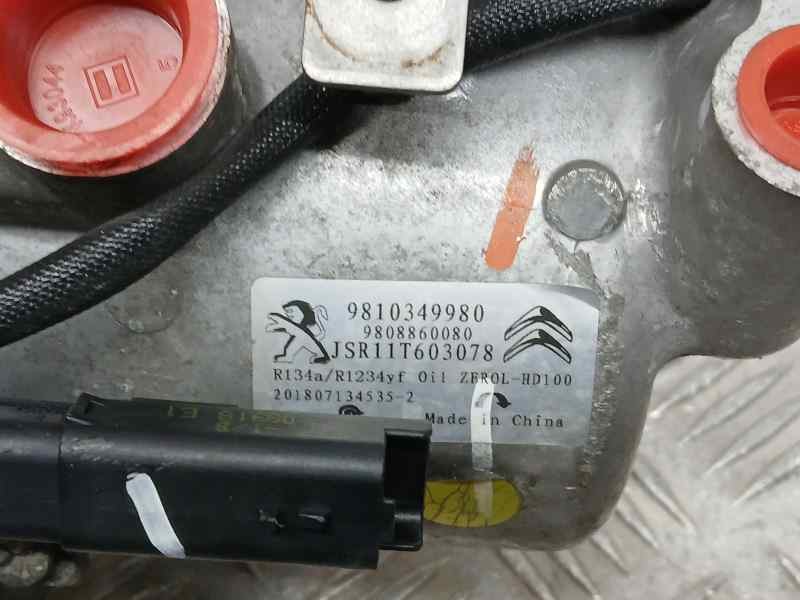 9810349980
9808860080
JSR11T603078
R134a/R1234yf Oil ZEROL-HD100
201807134535-2
Made in China